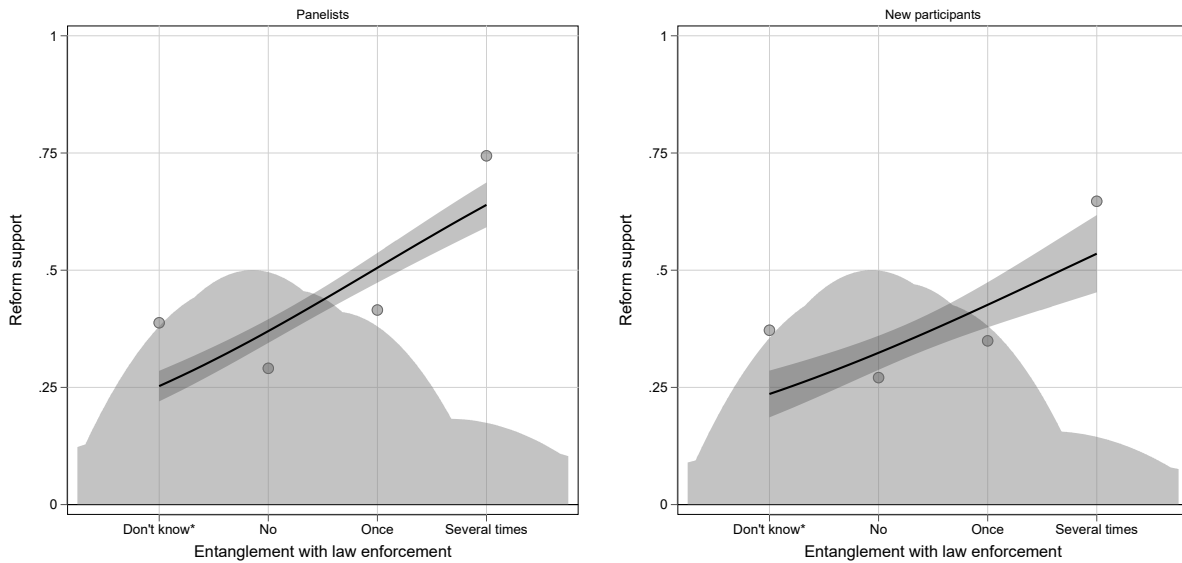 Panelists
Reform support
1
.75
.5
.25
0
Don't know*
No
Once
Several times
Entanglement with law enforcement
New participants
Reform support
1
.75
.5
.25
0
Don't know*
No
Once
Several times
Entanglement with law enforcement